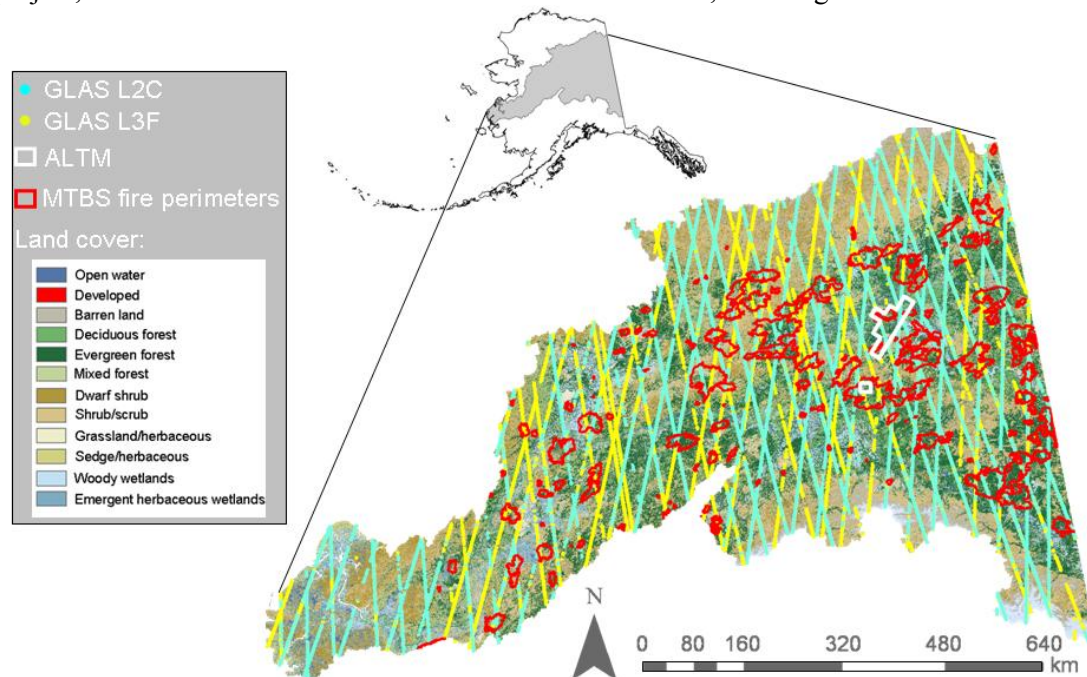 GLAS L2C
GLAS L3F
ALTM
MTBS fire perimeters
Land cover:
Open water
Developed
Barren land
Deciduous forest
Evergreen forest
Mixed forest
Dwarf shrub
Shrub/scrub
Grassland/herbaceous
Sedge/herbaceous
Woody wetlands
Emergent herbaceous wetlands
N
0 80 160 320 480 640
km